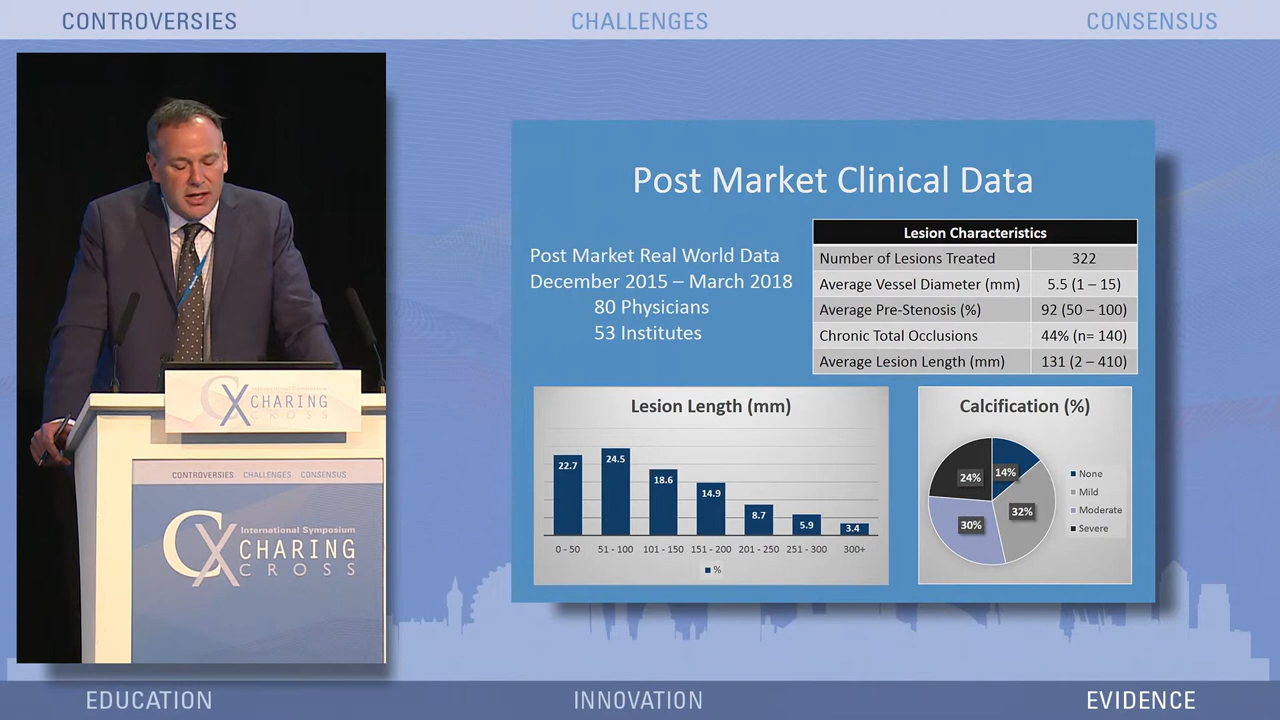 CONTROVERSIES
CHALLENGES
CONSENSUS
International Symposium
CX CHARING
CROSS
CONTROVERSIES CHALLENGES CONSENSUS
International Symposium
CX CHARING
CROSS
Post Market Clinical Data
Post Market Real World Data
December 2015 – March 2018
80 Physicians
53 Institutes
Lesion Characteristics
Number of Lesions Treated 322
Average Vessel Diameter (mm) 5.5 (1 – 15)
Average Pre-Stenosis (%) 92 (50 – 100)
Chronic Total Occlusions 44% (n= 140)
Average Lesion Length (mm) 131 (2 – 410)
Lesion Length (mm)
22.7 24.5 18.6 14.9 8.7 5.9 3.4
0 - 50 51 - 100 101 - 150 151 - 200 201 - 250 251 - 300 300+
%
Calcification (%)
24% 14%
30% 32%
None
Mild
Moderate
Severe
EDUCATION
INNOVATION
EVIDENCE